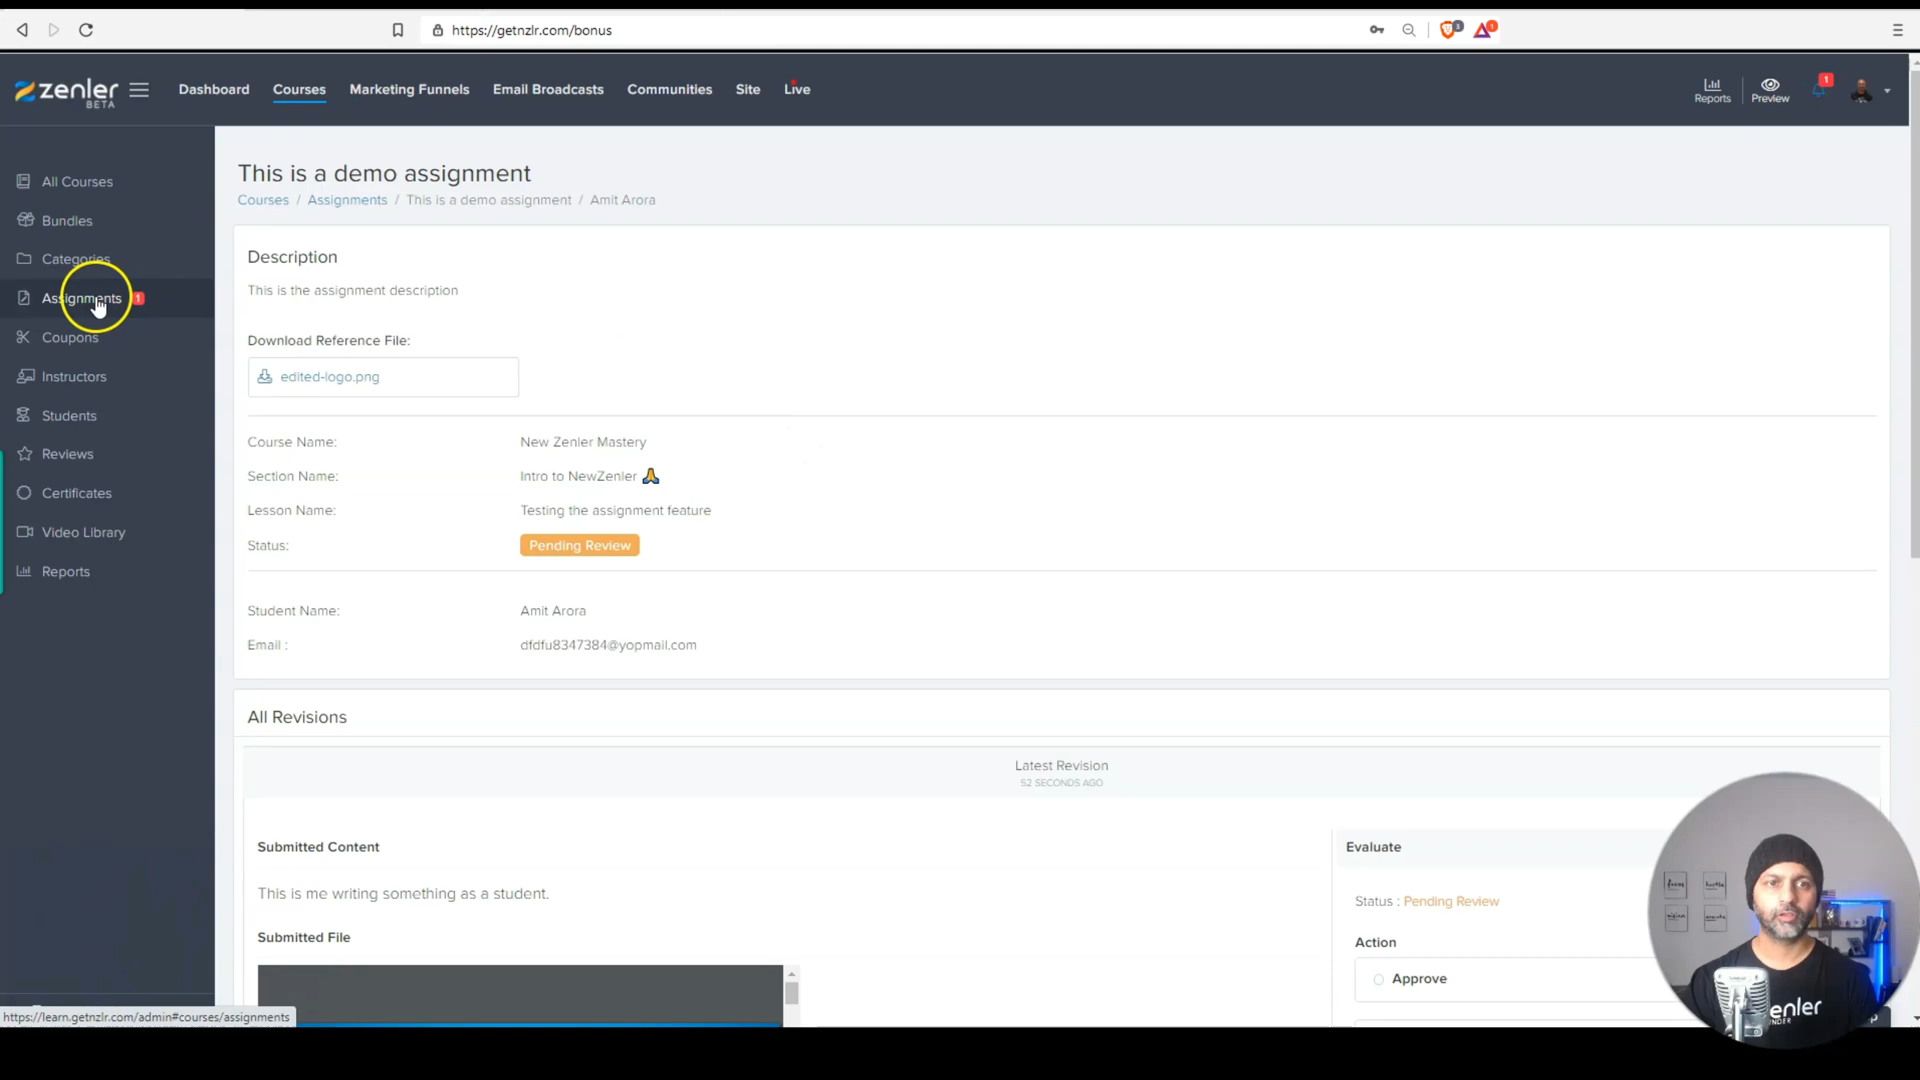 https://getnzlr.com/bonus
3
1
zenler
BETA
Dashboard
Courses
Marketing Funnels
Email Broadcasts
Communities
Site
Live
Reports
Preview
1
All Courses
Bundles
Categories
Assignments 1
Coupons
Instructors
Students
Reviews
Certificates
Video Library
Reports
This is a demo assignment
Courses / Assignments / This is a demo assignment / Amit Arora
Description
This is the assignment description
Download Reference File:
edited-logo.png
Course Name: New Zenler Mastery
Section Name: Intro to NewZenler 🙏
Lesson Name: Testing the assignment feature
Status: Pending Review
Student Name: Amit Arora
Email : dfdfu8347384@yopmail.com
All Revisions
Latest Revision
52 SECONDS AGO
Submitted Content
This is me writing something as a student.
Submitted File
Evaluate
Status : Pending Review
Action
Approve
https://learn.getnzlr.com/admin#courses/assignments
enler